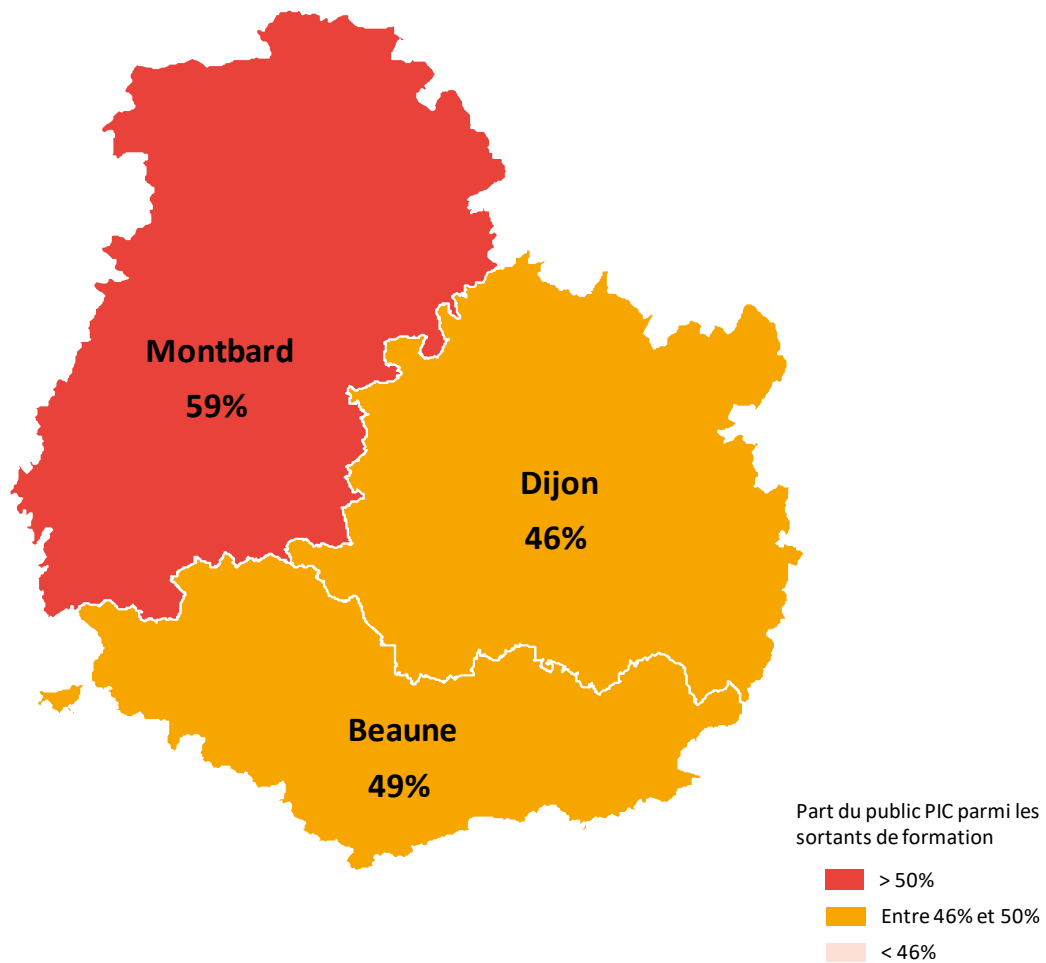 Montbard
59%
Dijon
46%
Beaune
49%
Part du public PIC parmi les
sortants de formation
> 50%
Entre 46% et 50%
< 46%